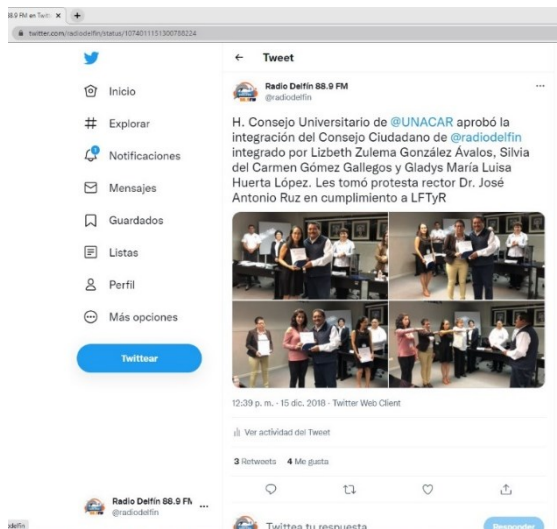 88.9 FM en Twitt
twitter.com/radiodelfin/status/1074011151300788224
Inicio
Explorar
Notificaciones
Mensajes
Guardados
Listas
Perfil
Más opciones
Twittear
Radio Delfín 88.9 FM
@radiodelfin
Tweet
Radio Delfín 88.9 FM
@radiodelfin
H. Consejo Universitario de @UNACAR aprobó la
integración del Consejo Ciudadano de @radiodelfin
integrado por Lizbeth Zulema González Ávalos, Silvia
del Carmen Gómez Gallegos y Gladys María Luisa
Huerta López. Les tomó protesta rector Dr. José
Antonio Ruz en cumplimiento a LFTyR
12:39 p. m. · 15 dic. 2018 · Twitter Web Client
Ver actividad del Tweet
3 Retweets 4 Me gusta
Twittea tu respuesta
Responder